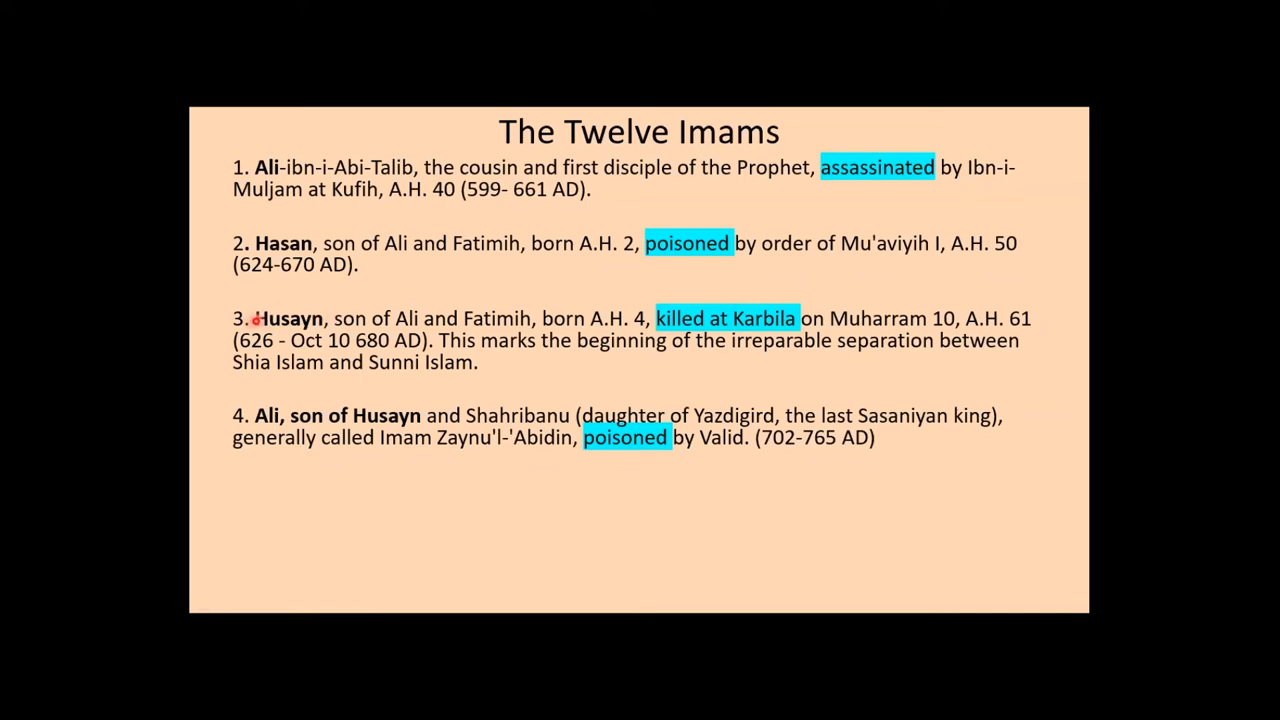 The Twelve Imams
1. Ali-ibn-i-Abi-Talib, the cousin and first disciple of the Prophet, assassinated by Ibn-i-
Muljam at Kufih, A.H. 40 (599- 661 AD).
2. Hasan, son of Ali and Fatimih, born A.H. 2, poisoned by order of Mu'aviyih I, A.H. 50
(624-670 AD).
3. Husayn, son of Ali and Fatimih, born A.H. 4, killed at Karbila on Muharram 10, A.H. 61
(626 - Oct 10 680 AD). This marks the beginning of the irreparable separation between
Shia Islam and Sunni Islam.
4. Ali, son of Husayn and Shahribanu (daughter of Yazdigird, the last Sasaniyan king),
generally called Imam Zaynu'l-'Abidin, poisoned by Valid. (702-765 AD)